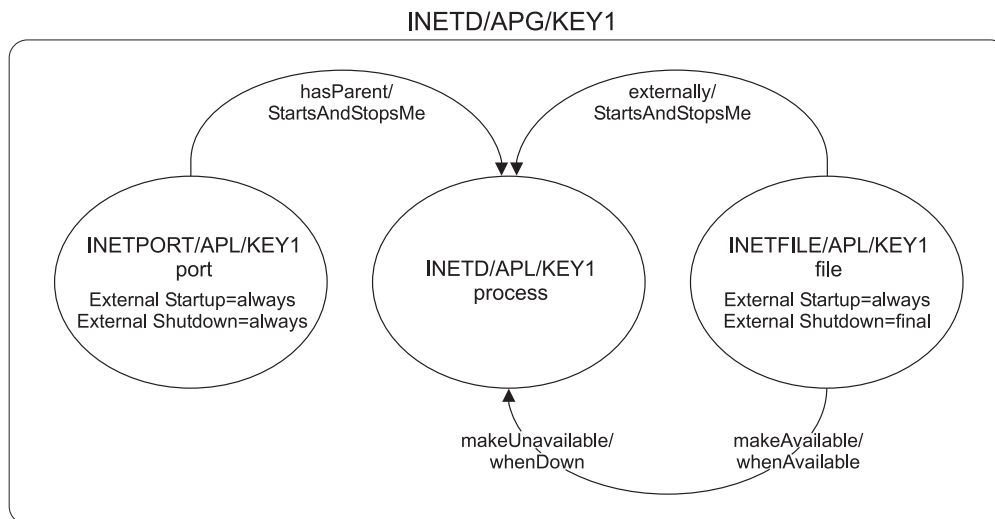 INETD/APG/KEY1
hasParent/
StartsAndStopsMe
externally/
StartsAndStopsMe
INETPORT/APL/KEY1
port
External Startup=always
External Shutdown=always
INETD/APL/KEY1
process
INETFILE/APL/KEY1
file
External Startup=always
External Shutdown=final
makeUnavailable/
whenDown
makeAvailable/
whenAvailable